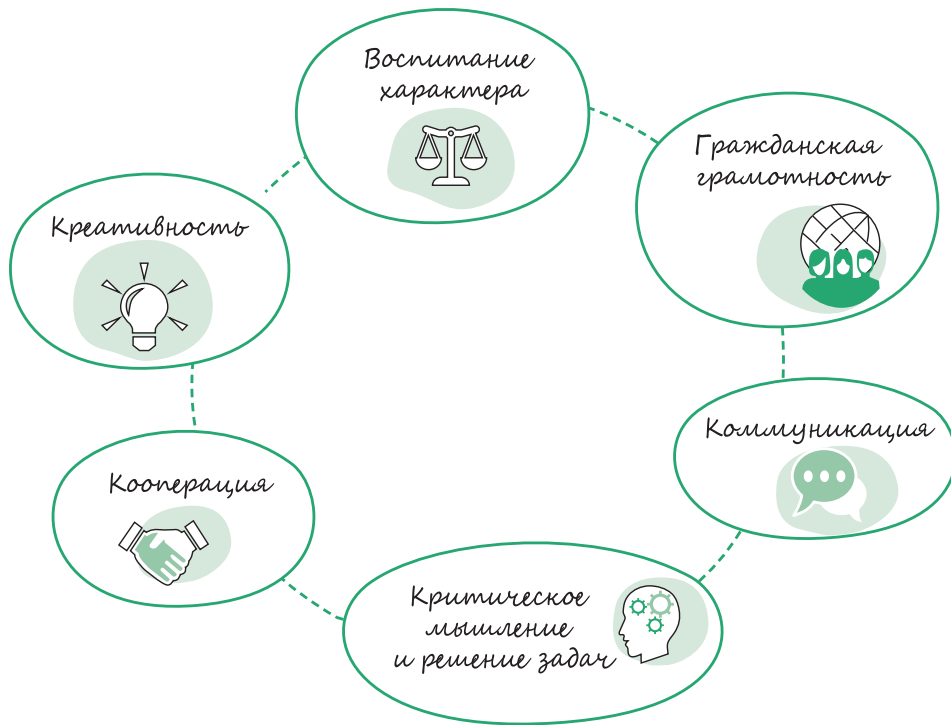 Воспитание
характера
Гражданская
грамотность
Креативность
Коммуникация
Кооперация
Критическое
мышление
и решение задач